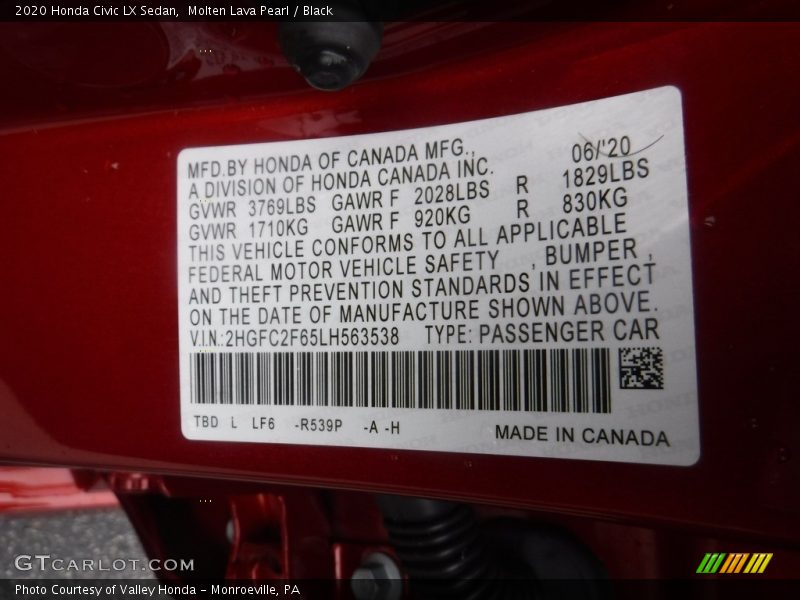 2020 Honda Civic LX Sedan,  Molten Lava Pearl / Black
MFD.BY HONDA OF CANADA MFG., 06/'20
A DIVISION OF HONDA CANADA INC.
GVWR 3769LBS GAWR F 2028LBS R 1829LBS
GVWR 1710KG GAWR F 920KG R 830KG
THIS VEHICLE CONFORMS TO ALL APPLICABLE
FEDERAL MOTOR VEHICLE SAFETY , BUMPER ,
AND THEFT PREVENTION STANDARDS IN EFFECT
ON THE DATE OF MANUFACTURE SHOWN ABOVE.
V.I.N.: 2HGFC2F65LH563538 TYPE: PASSENGER CAR
TBD L LF6 -R539P -A -H
MADE IN CANADA
GTCARLOT.COM
Photo Courtesy of Valley Honda - Monroeville, PA